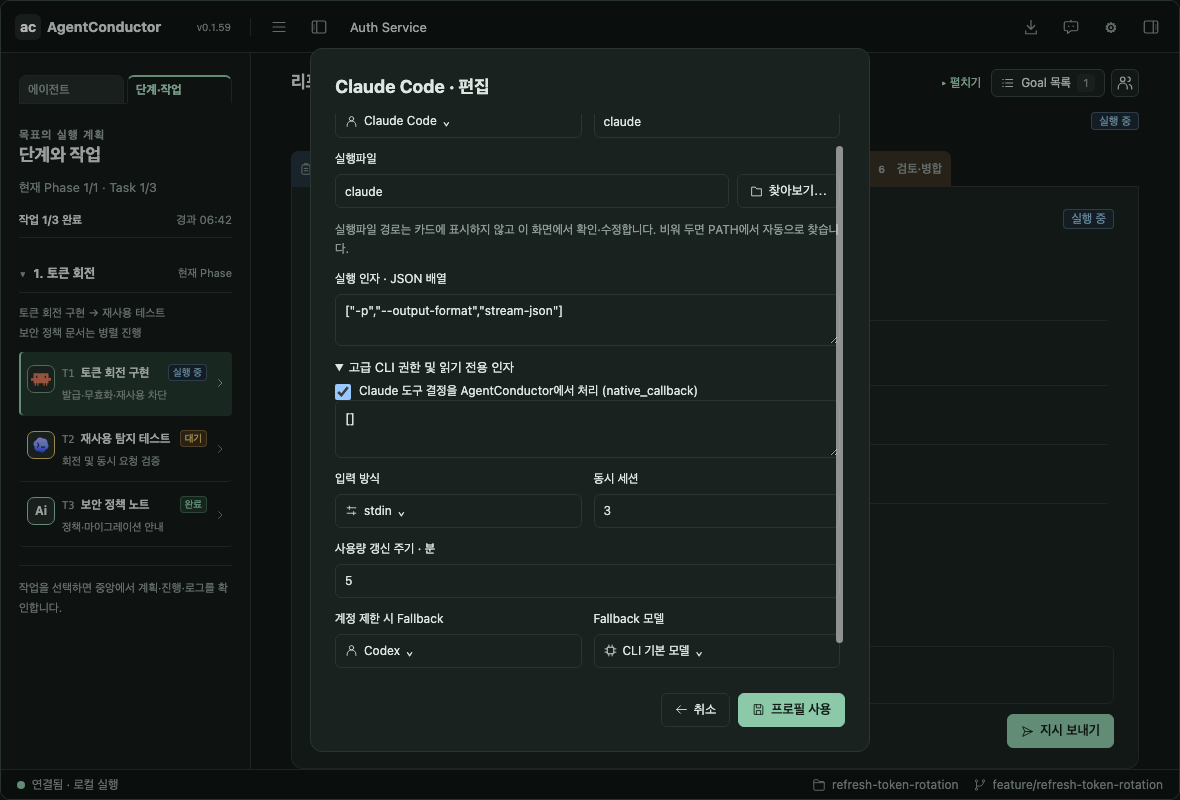 ac AgentConductor v0.1.59 Auth Service
에이전트 단계·작업
목표의 실행 계획
단계와 작업
현재 Phase 1/1 · Task 1/3
작업 1/3 완료 경과 06:42
1. 토큰 회전 현재 Phase
토큰 회전 구현 → 재사용 테스트
보안 정책 문서는 병렬 진행
T1 토큰 회전 구현 실행 중
발급·무효화·재사용 차단
T2 재사용 탐지 테스트 대기
회전 및 동시 요청 검증
Ai T3 보안 정책 노트 완료
정책·마이그레이션 안내
작업을 선택하면 중앙에서 계획·진행·로그를 확
인합니다.
펼치기 Goal 목록 1
실행 중
6 검토·병합
실행 중
Claude Code · 편집
Claude Code claude
실행파일
claude 찾아보기...
실행파일 경로는 카드에 표시하지 않고 이 화면에서 확인·수정합니다. 비워 두면 PATH에서 자동으로 찾습니
다.
실행 인자 · JSON 배열
["-p","--output-format","stream-json"]
고급 CLI 권한 및 읽기 전용 인자
Claude 도구 결정을 AgentConductor에서 처리 (native_callback)
[]
입력 방식 동시 세션
stdin 3
사용량 갱신 주기 · 분
5
계정 제한 시 Fallback Fallback 모델
Codex CLI 기본 모델
취소 프로필 사용
지시 보내기
연결됨 · 로컬 실행 refresh-token-rotation feature/refresh-token-rotation